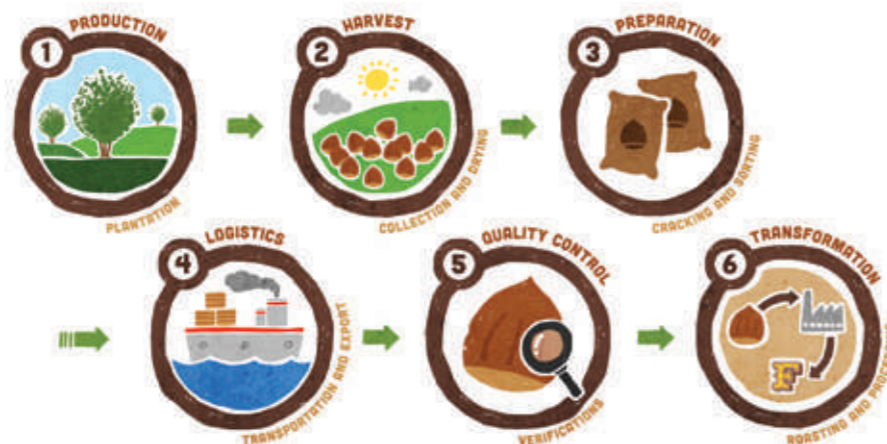 1
PRODUCTION
PLANTATION
2
HARVEST
COLLECTION AND DRYING
3
PREPARATION
CRACKING AND SORTING
4
LOGISTICS
TRANSPORTATION AND EXPORT
5
QUALITY CONTROL
VERIFICATIONS
6
TRANSFORMATION
F
ROASTING AND